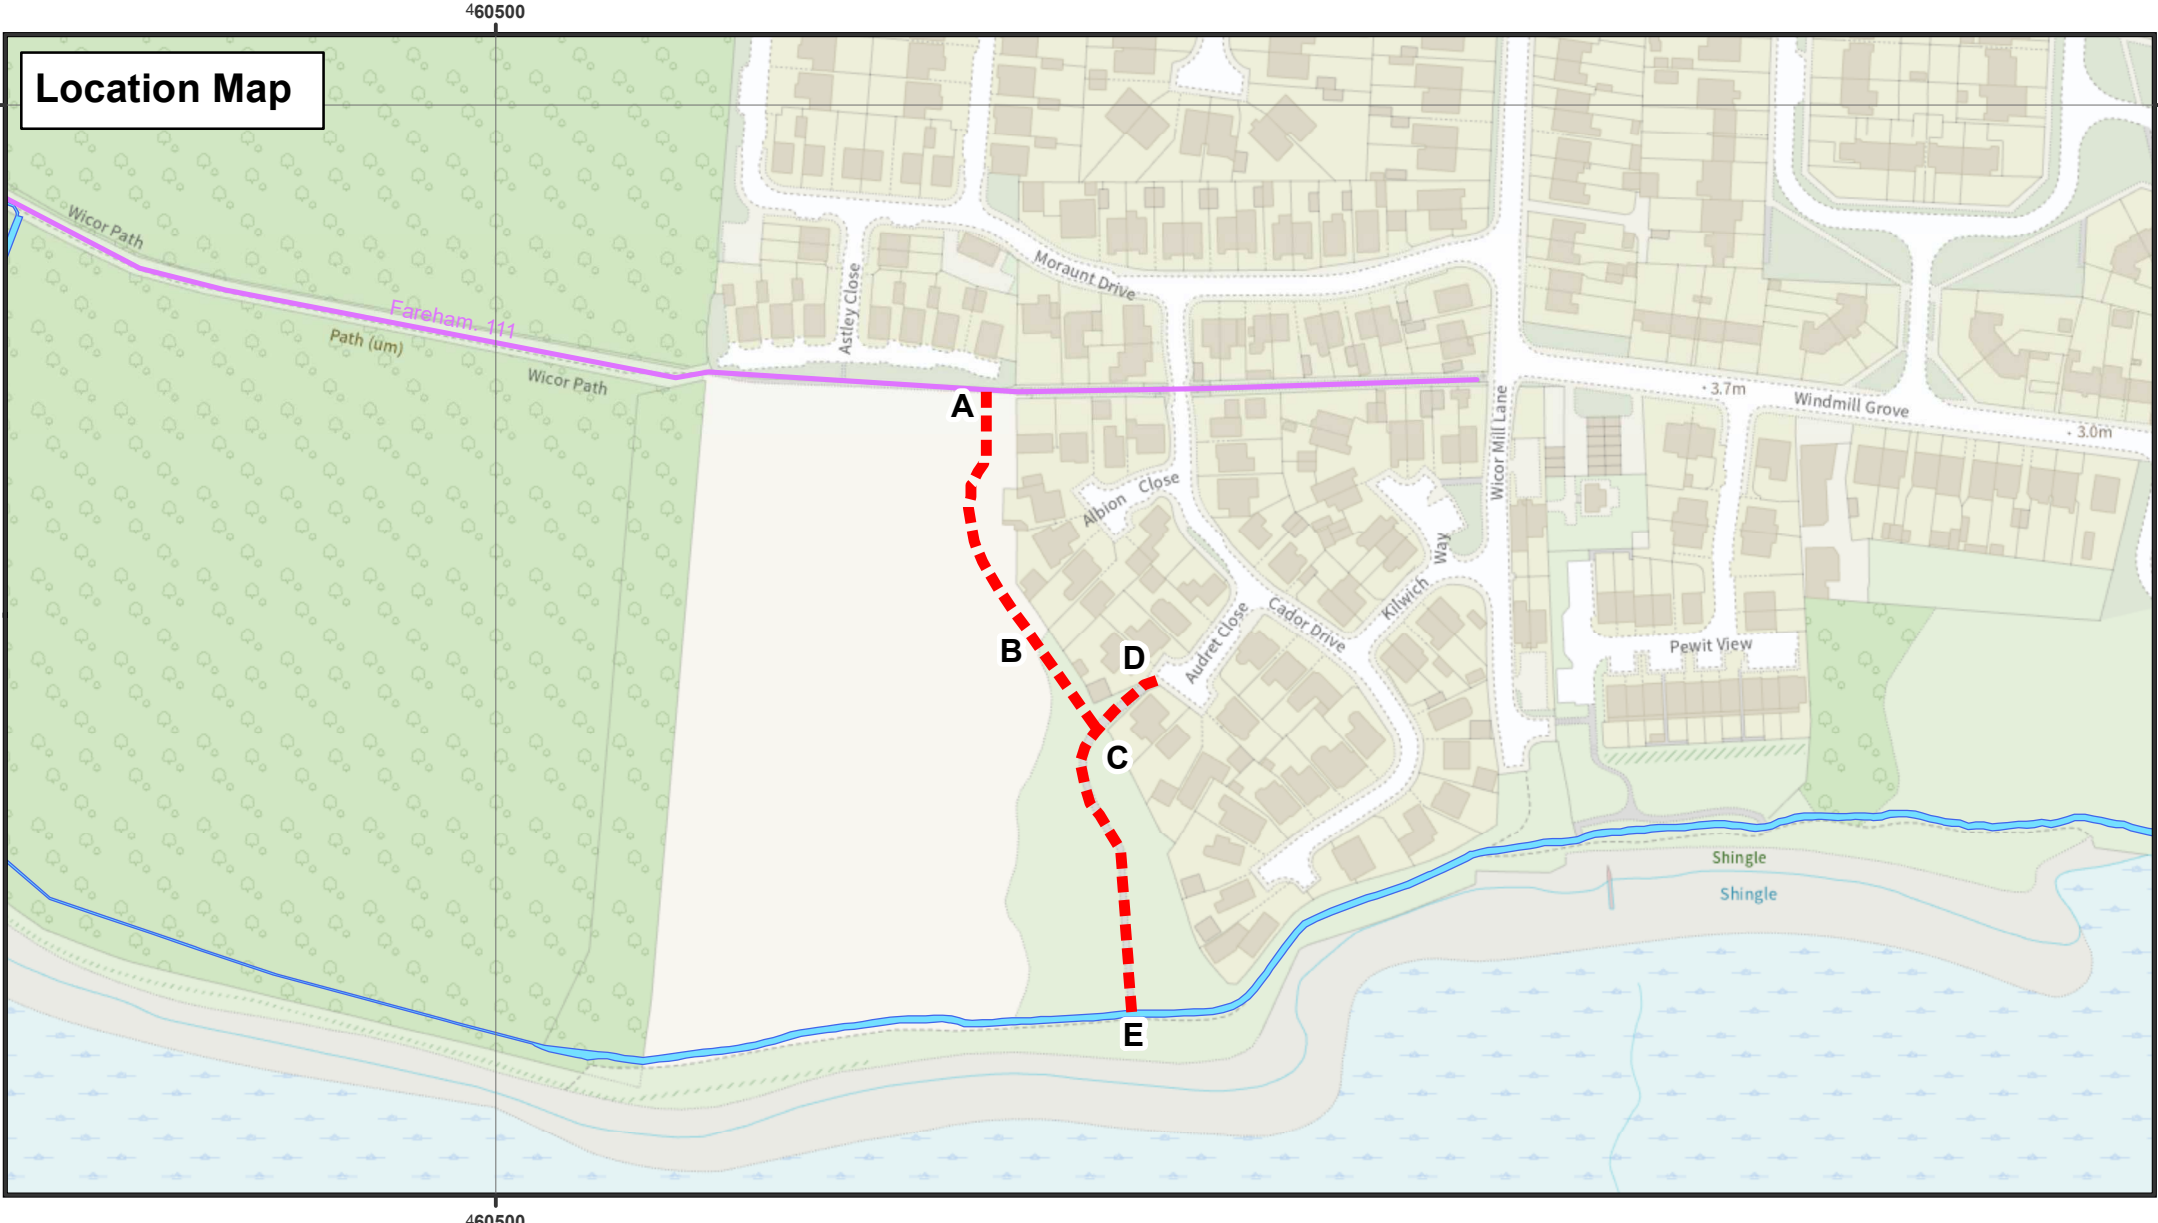 460500
Location Map
Wicor Path
Fareham. 111
Path (um)
Wicor Path
Astley Close
Moraunt Drive
A
Albion Close
Wicor Mill Lane
3.7m
Windmill Grove
3.0m
B
D
Audret Close
Cador Drive
Kilwich Way
Pewit View
C
Shingle
Shingle
E
460500